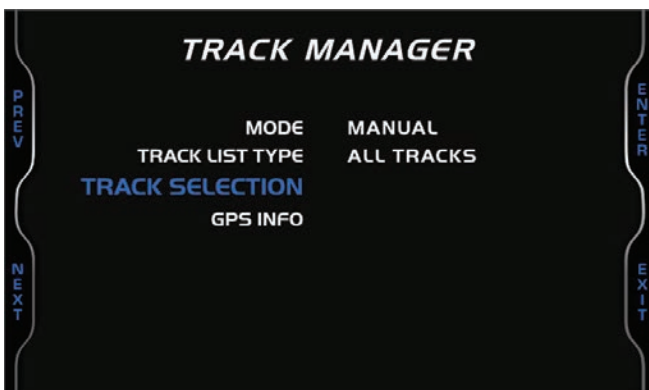 TRACK MANAGER
PREV
ENTER
MODE MANUAL
TRACK LIST TYPE ALL TRACKS
TRACK SELECTION
GPS INFO
NEXT
EXIT